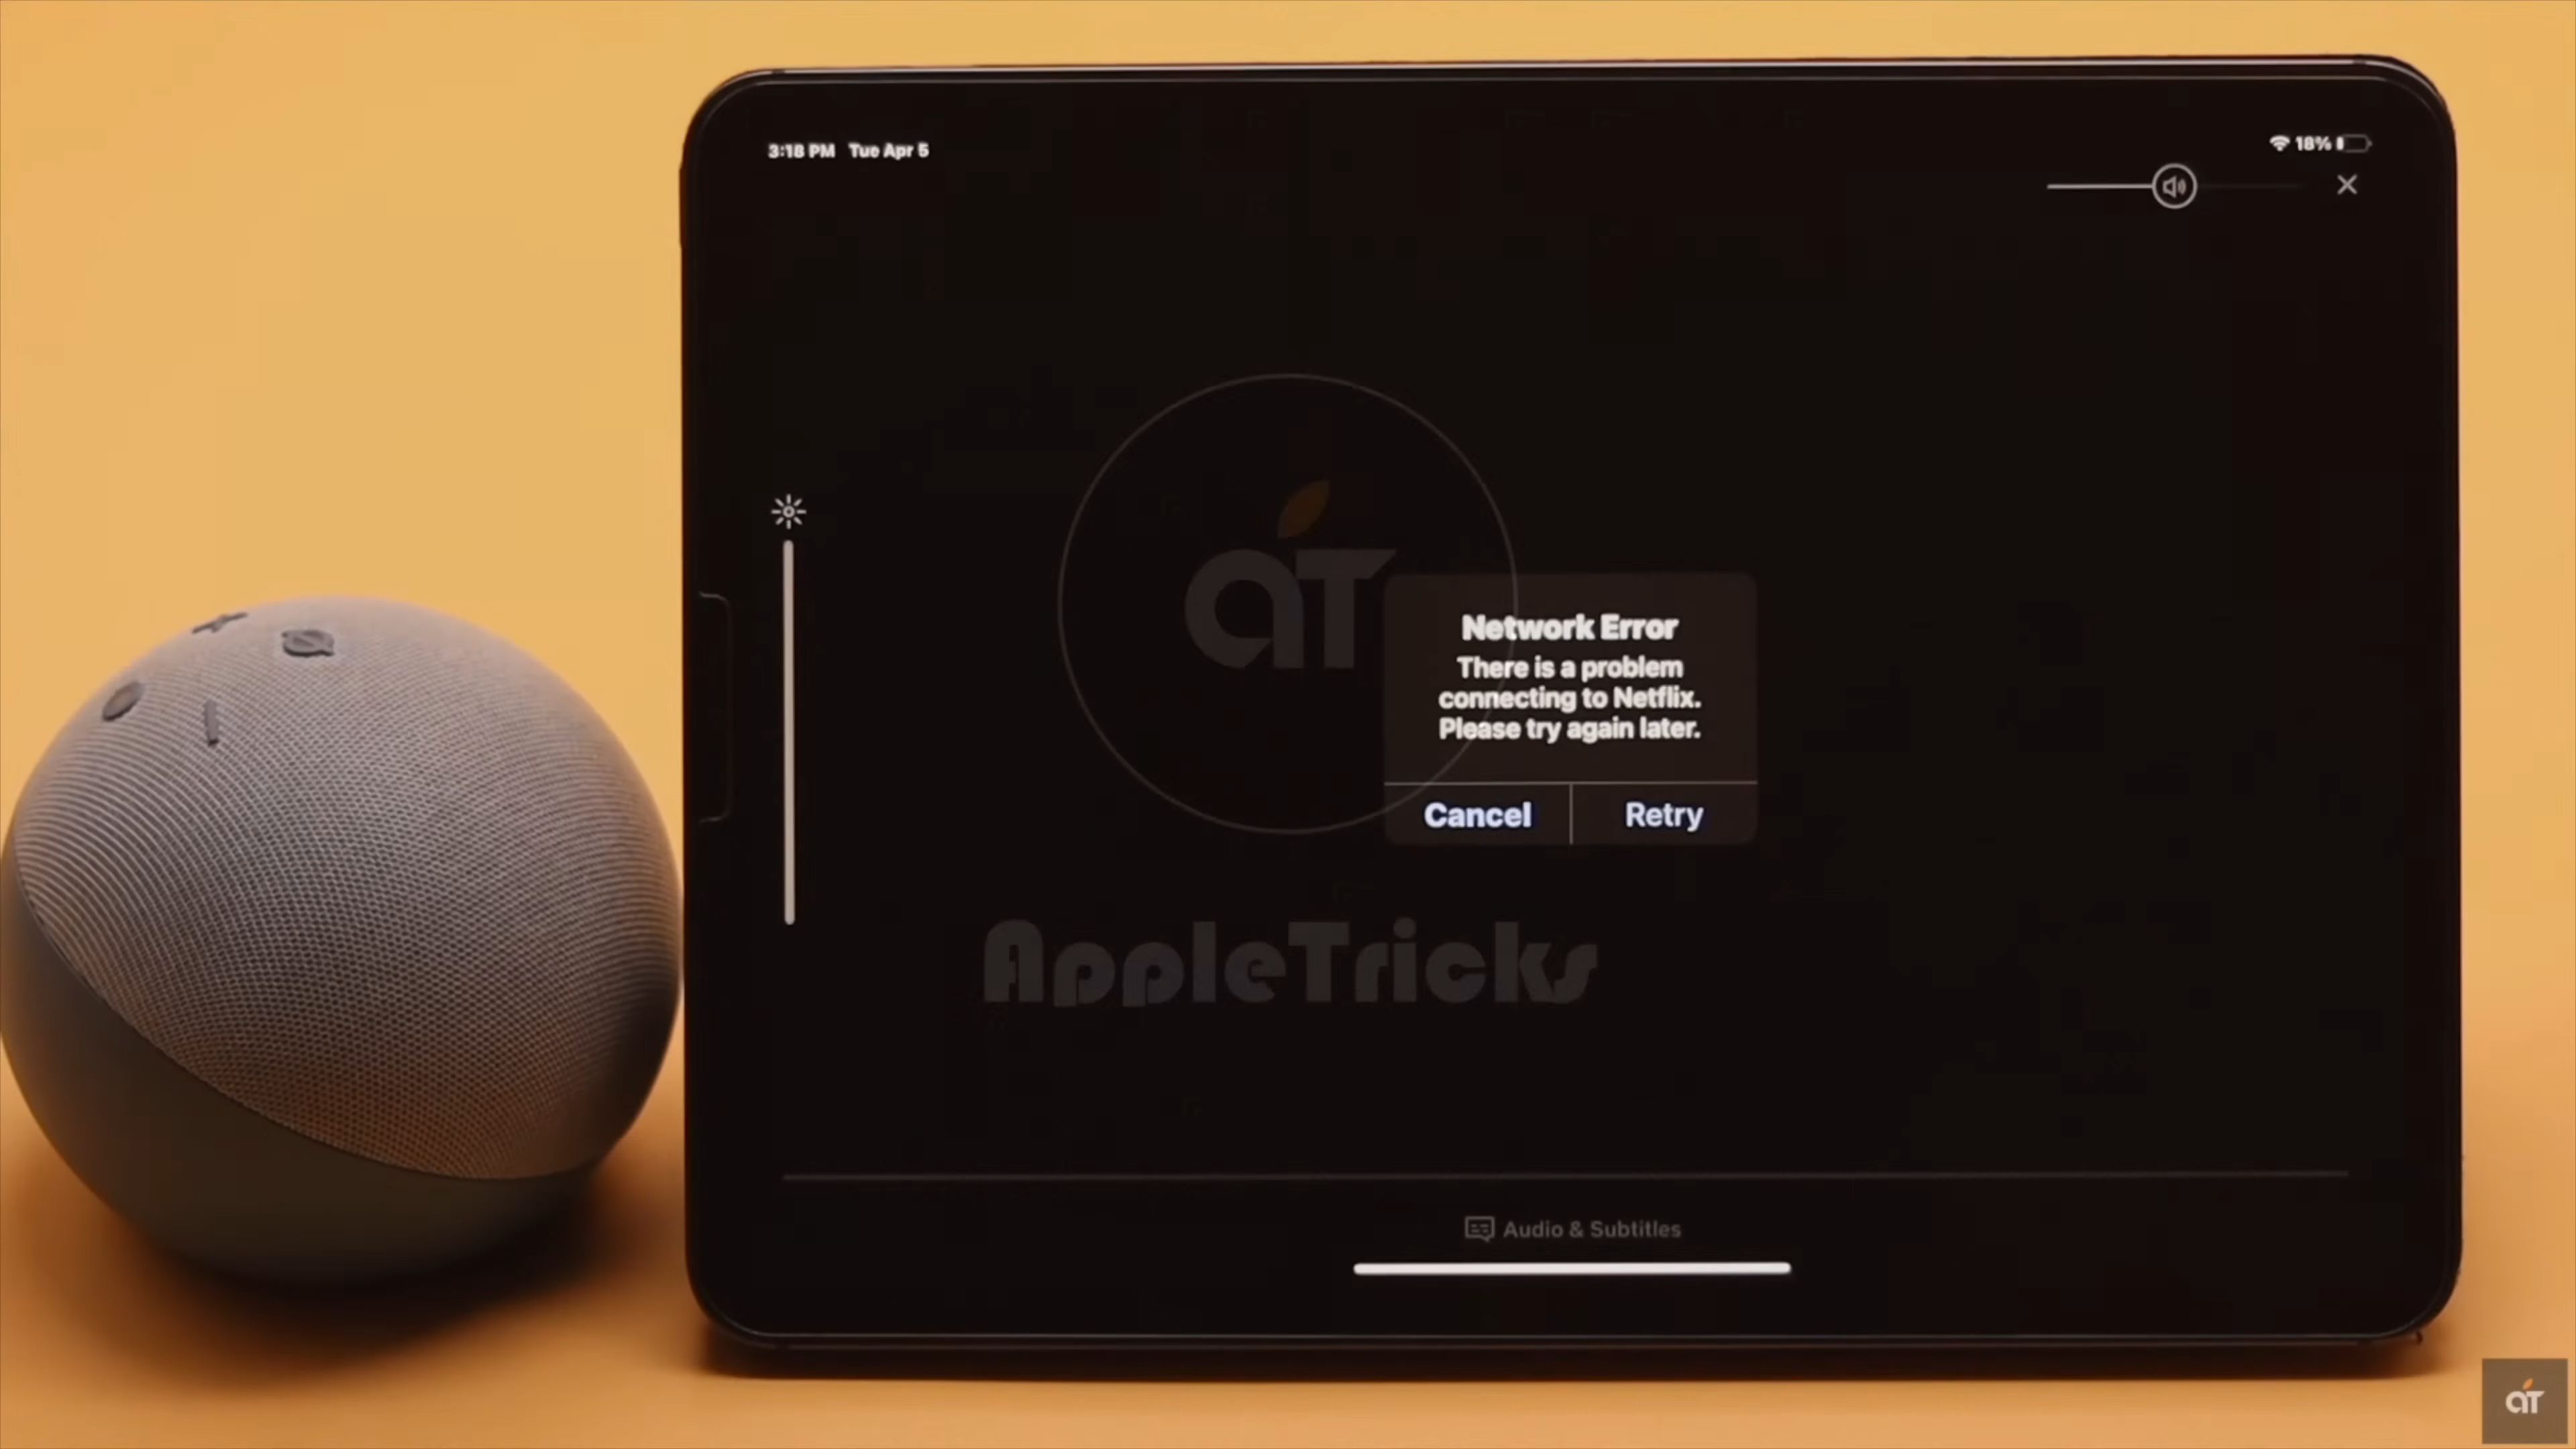 3:18 PM Tue Apr 5
18%
aT
Network Error
There is a problem
connecting to Netflix.
Please try again later.
Cancel Retry
AppleTricks
Audio & Subtitles
aT